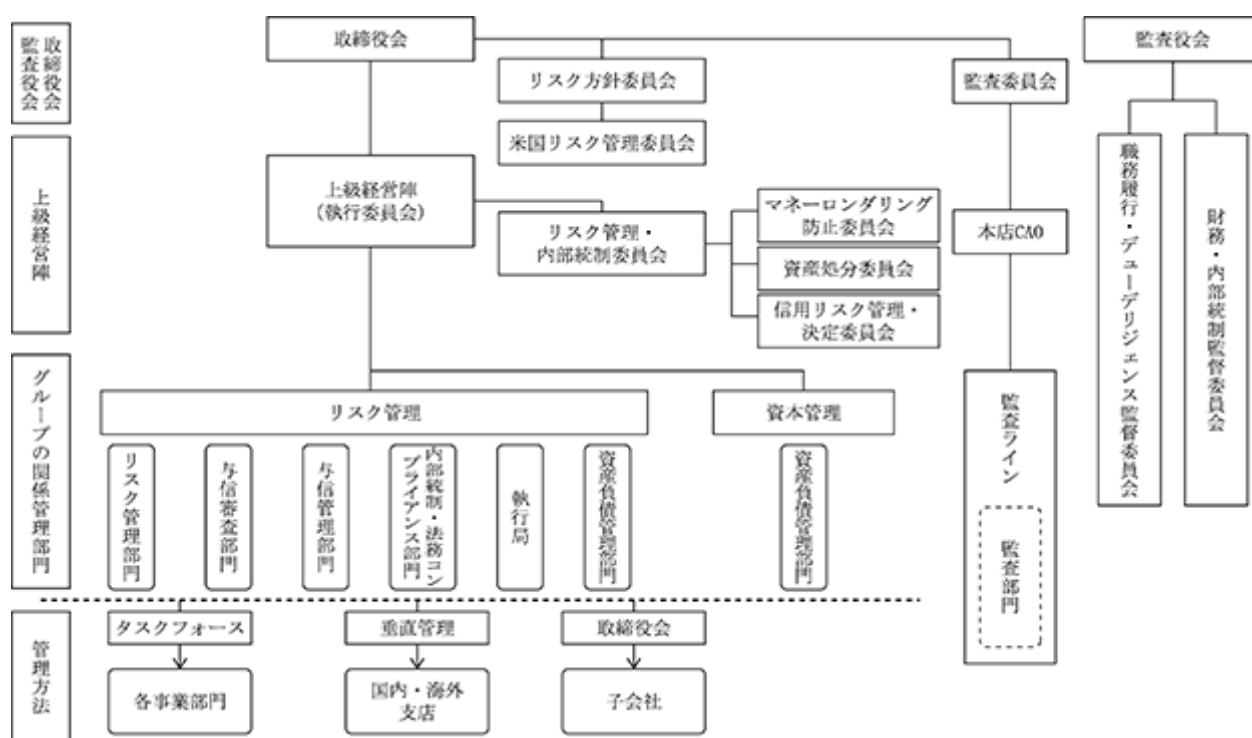 取締役会
監査役会
取締役会
リスク方針委員会
米国リスク管理委員会
監査委員会
監査役会
上級経営陣
上級経営陣
(執行委員会)
リスク管理・
内部統制委員会
マネーロンダリング
防止委員会
資産処分委員会
信用リスク管理・
決定委員会
本店CAO
職務履行・デューデリジェンス監督委員会
財務・内部統制監督委員会
グループの関係管理部門
リスク管理
資本管理
リスク管理部門
与信審査部門
与信管理部門
内部統制・法務コン
プライアンス部門
執行局
資産負債管理部門
資産負債管理部門
監査ライン
監査部門
管理方法
タスクフォース
垂直管理
取締役会
各事業部門
国内・海外
支店
子会社